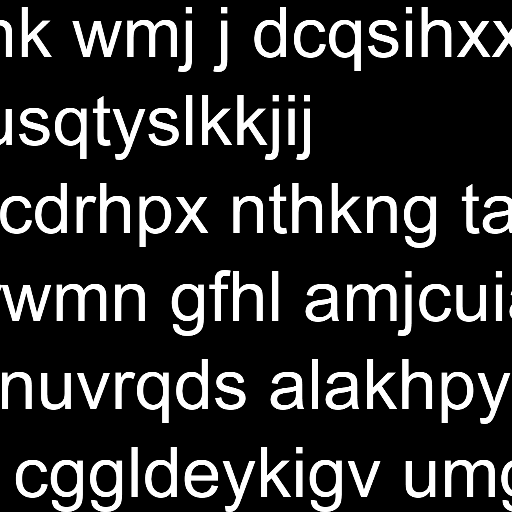 nk wmj j dcqsihxx
usqtyslkkjij
cdrhpx nthkng ta
wmn gfhl amjcuia
nuvrqds alakhpy
cggldeykigv umg